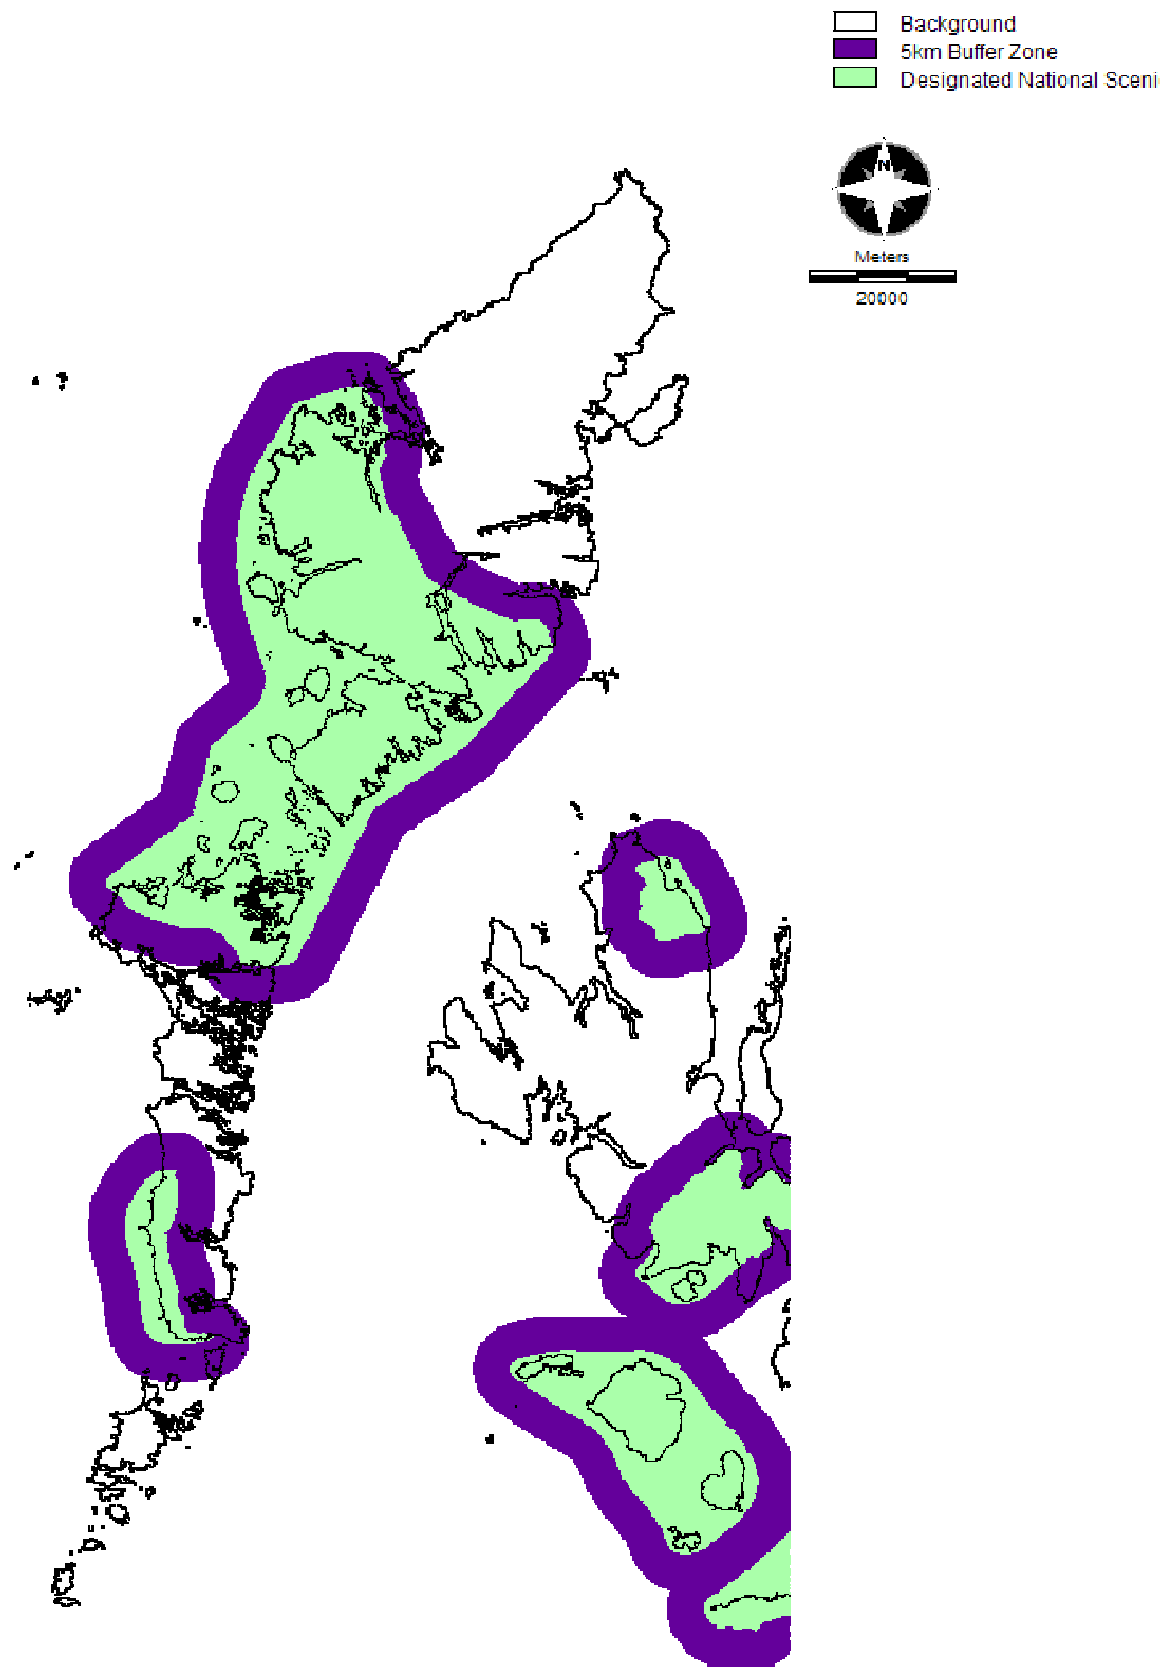 Background
5km Buffer Zone
Designated National Sceni
N
Meters
20000